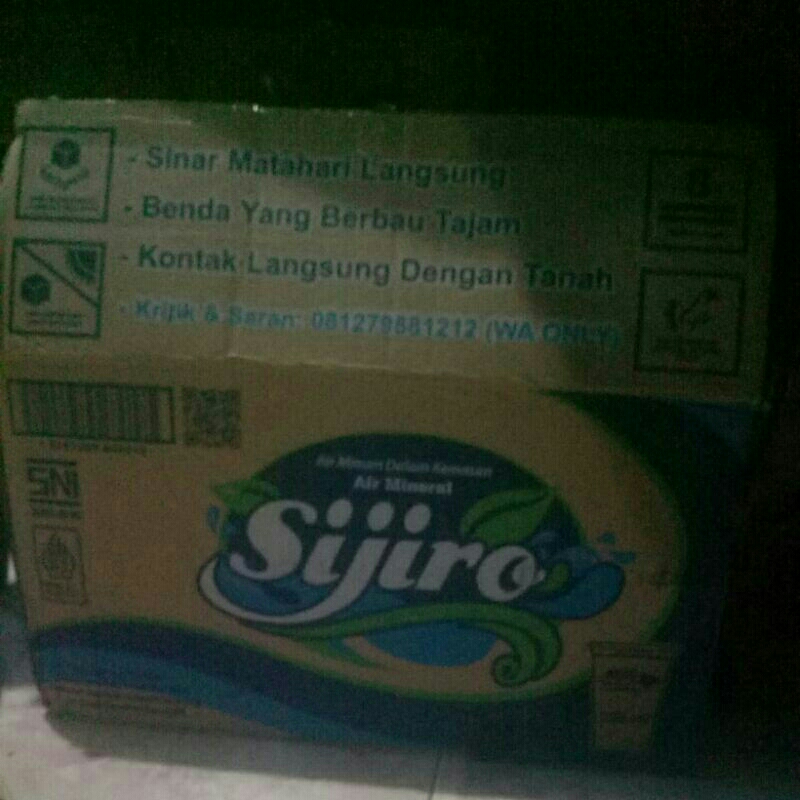 - Sinar Matahari Langsung
- Benda Yang Berbau Tajam
- Kontak Langsung Dengan Tanah
- Kritik & Saran: 081279881212 (WA ONLY)
SNI
Air Minum Dalam Kemasan
Air Mineral
Sijiro